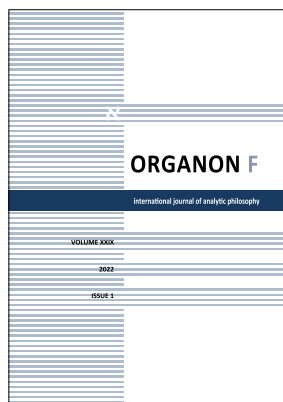 ORGANON F
international journal of analytic philosophy
VOLUME XXIX
2022
ISSUE 1